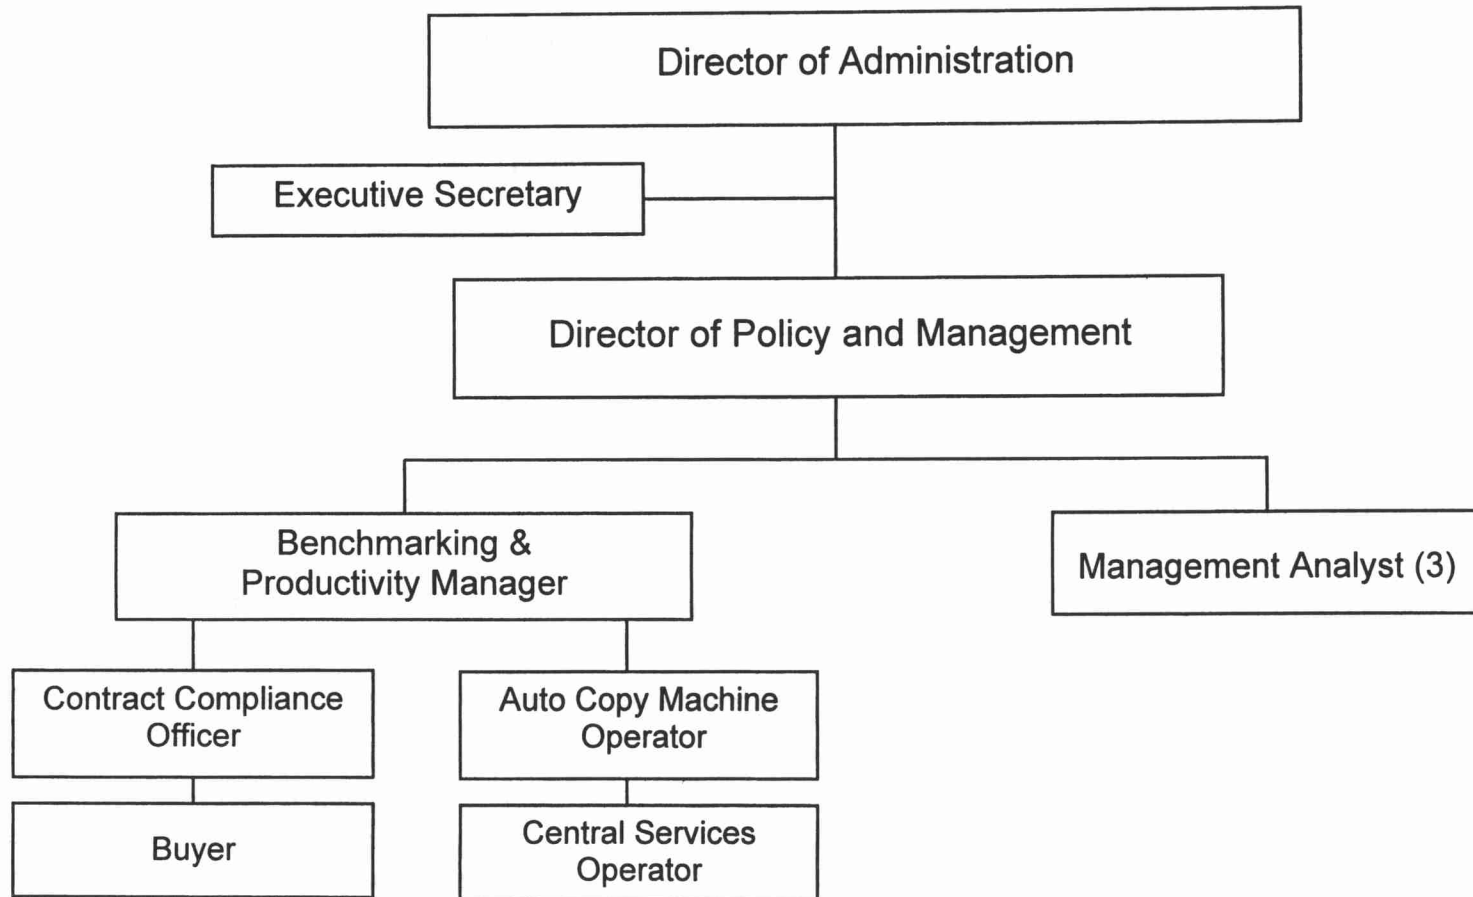 Director of Administration
Executive Secretary
Director of Policy and Management
Benchmarking &
Productivity Manager
Management Analyst (3)
Contract Compliance
Officer
Auto Copy Machine
Operator
Buyer
Central Services
Operator